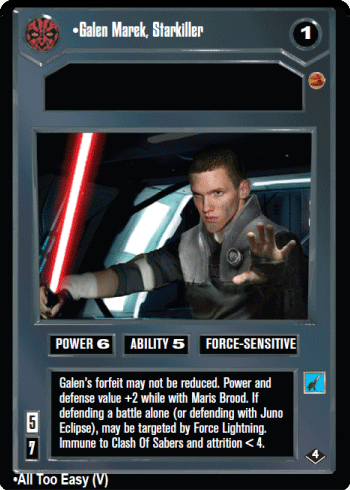 •Galen Marek, Starkiller
1
POWER 6 ABILITY 5 FORCE-SENSITIVE
Galen's forfeit may not be reduced. Power and
defense value +2 while with Maris Brood. If
defending a battle alone (or defending with Juno
Eclipse), may be targeted by Force Lightning.
Immune to Clash Of Sabers and attrition < 4.
5
7
4
•All Too Easy (V)